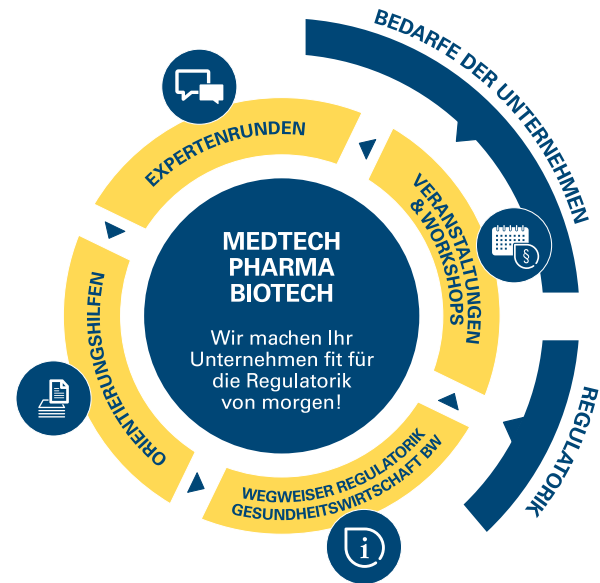 BEDARFE DER UNTERNEHMEN
EXPERTENRUNDEN
VERANSTALTUNGEN
& WORKSHOPS
§
MEDTECH
PHARMA
BIOTECH
Wir machen Ihr
Unternehmen fit für
die Regulatorik
von morgen!
ORIENTIERUNGSHILFEN
REGULATORIK
WEGWEISER REGULATORIK
GESUNDHEITSWIRTSCHAFT BW
i